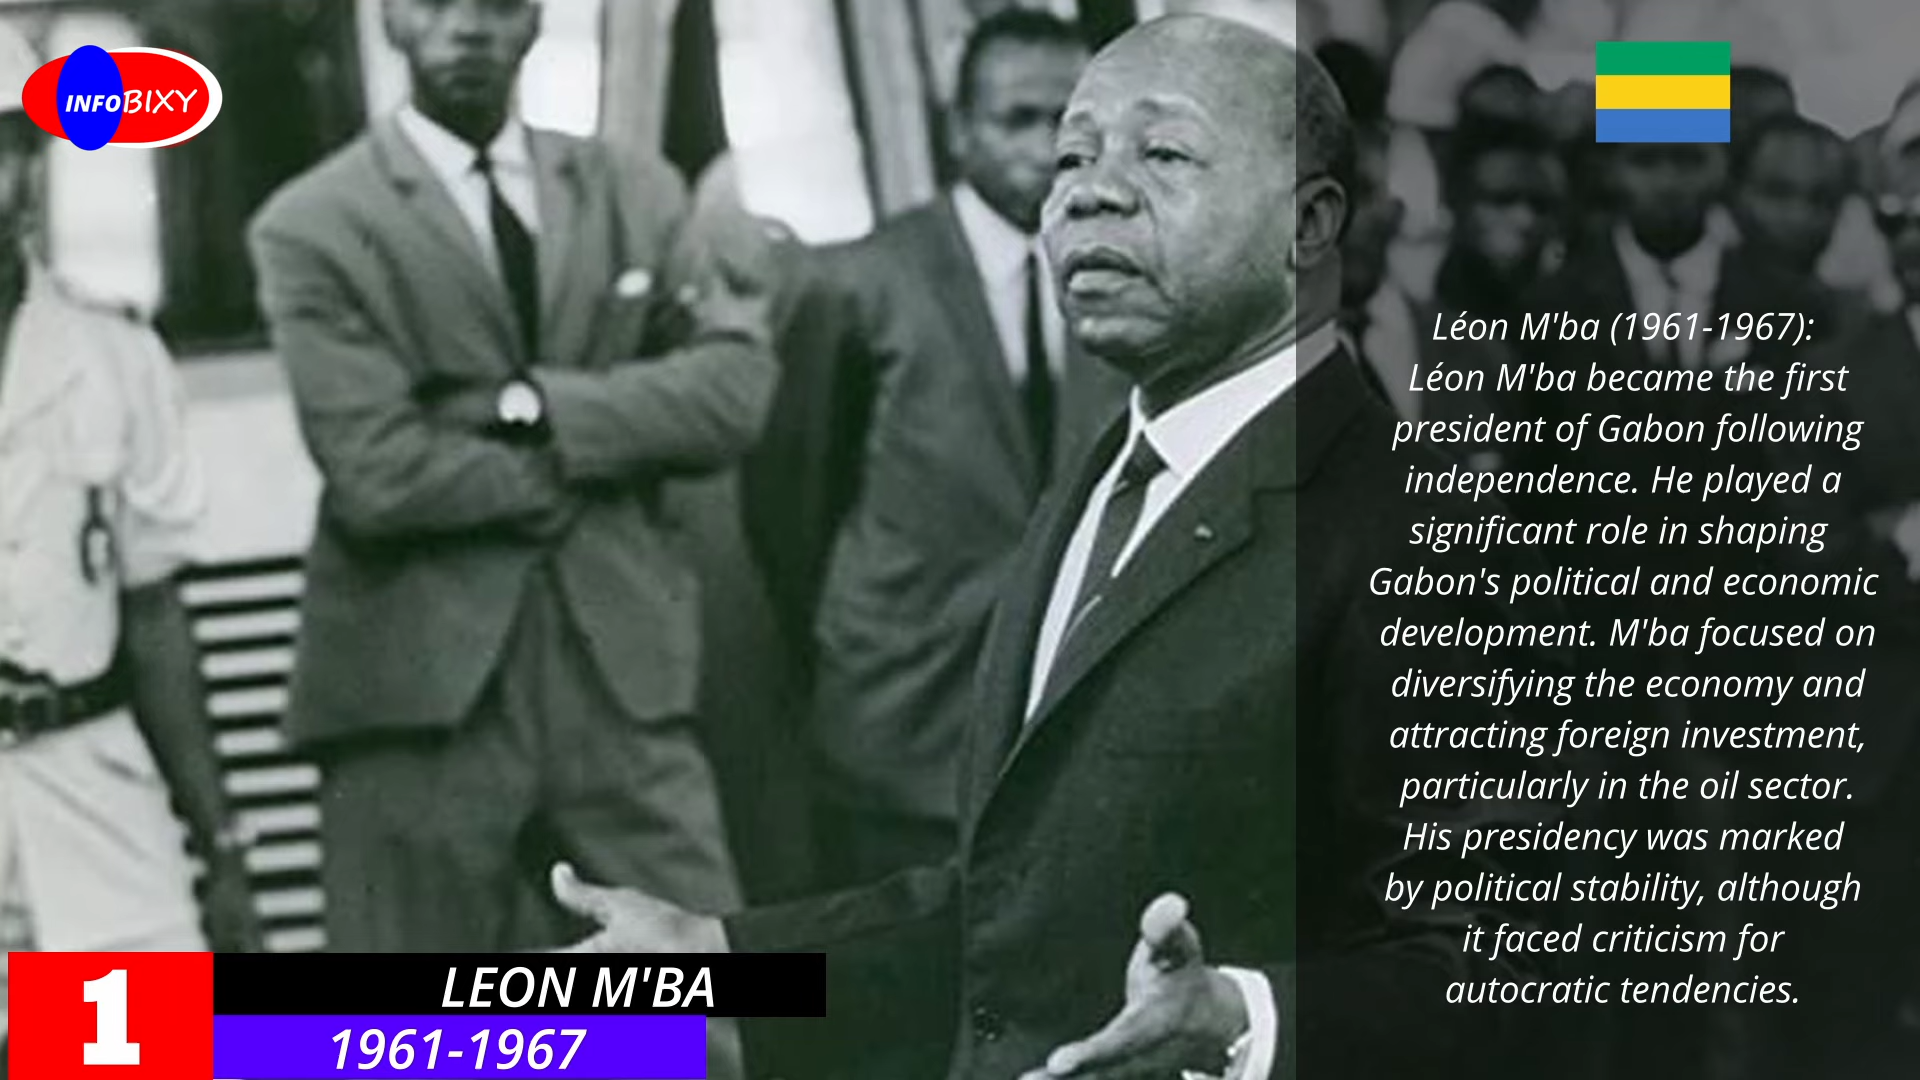 INFOBIXY
Léon M'ba (1961-1967):
Léon M'ba became the first
president of Gabon following
independence. He played a
significant role in shaping
Gabon's political and economic
development. M'ba focused on
diversifying the economy and
attracting foreign investment,
particularly in the oil sector.
His presidency was marked
by political stability, although
it faced criticism for
autocratic tendencies.
1
LEON M'BA
1961-1967